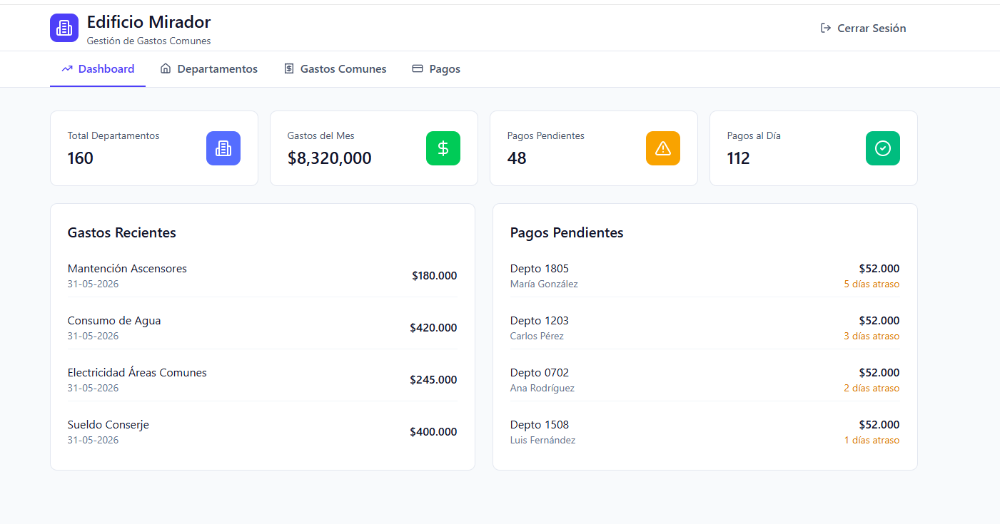 Edificio Mirador
Gestión de Gastos Comunes
Cerrar Sesión
Dashboard
Departamentos
Gastos Comunes
Pagos
Total Departamentos
160
Gastos del Mes
$8,320,000
Pagos Pendientes
48
Pagos al Día
112
Gastos Recientes
Mantención Ascensores
31-05-2026
$180.000
Consumo de Agua
31-05-2026
$420.000
Electricidad Áreas Comunes
31-05-2026
$245.000
Sueldo Conserje
31-05-2026
$400.000
Pagos Pendientes
Depto 1805
María González
$52.000
5 días atraso
Depto 1203
Carlos Pérez
$52.000
3 días atraso
Depto 0702
Ana Rodríguez
$52.000
2 días atraso
Depto 1508
Luis Fernández
$52.000
1 días atraso